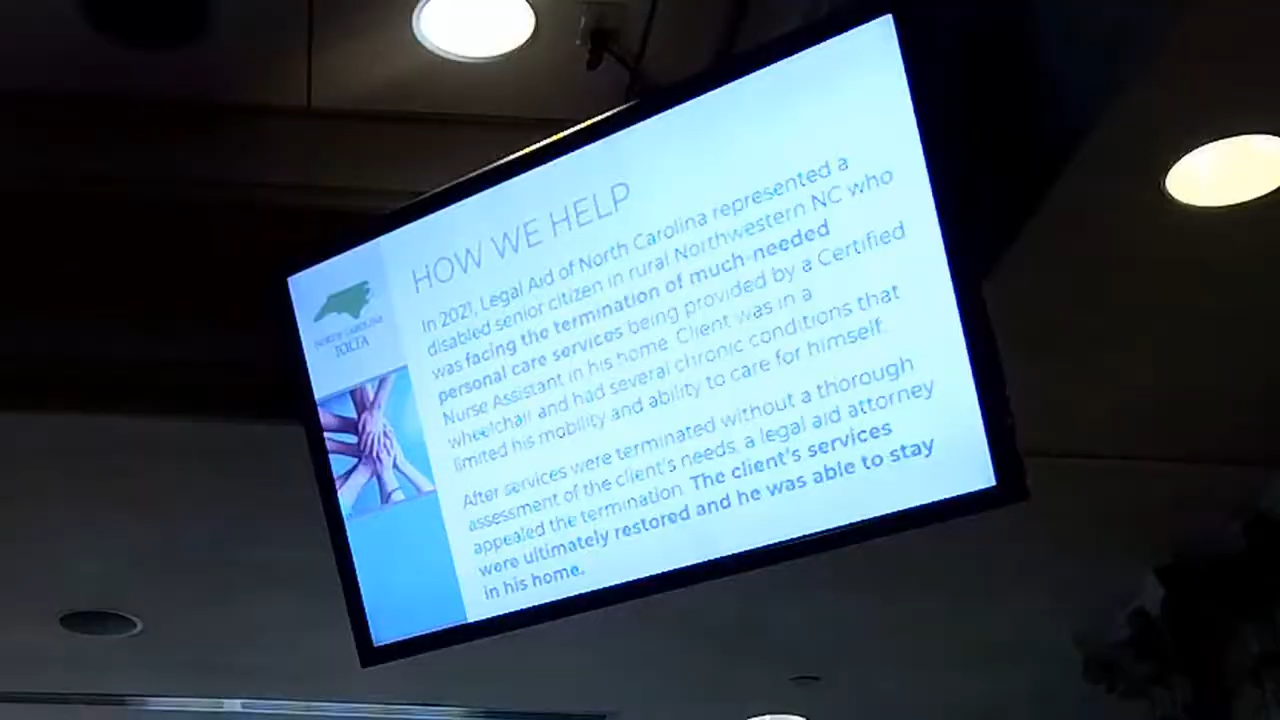 HOW WE HELP
In 2021, Legal Aid of North Carolina represented a
disabled senior citizen in rural Northwestern NC who
was facing the termination of much-needed
personal care services being provided by a Certified
Nurse Assistant in his home. Client was in a
wheelchair and had several chronic conditions that
limited his mobility and ability to care for himself.
After services were terminated without a thorough
assessment of the client's needs, a legal aid attorney
appealed the termination. The client's services
were ultimately restored and he was able to stay
in his home.
NORTH CAROLINA
IOLTA